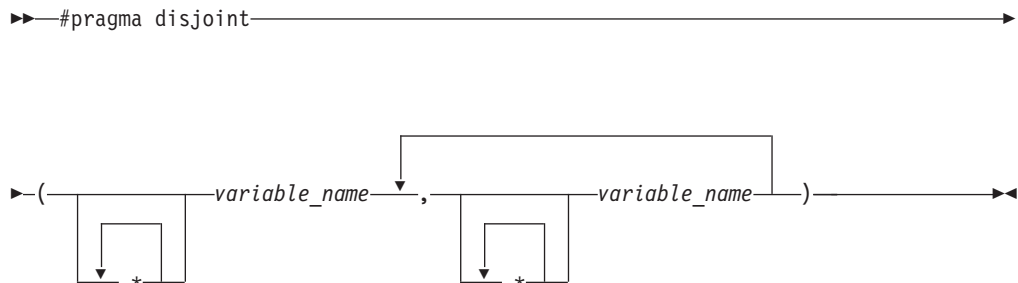 #pragma disjoint
( variable_name , variable_name )
* *